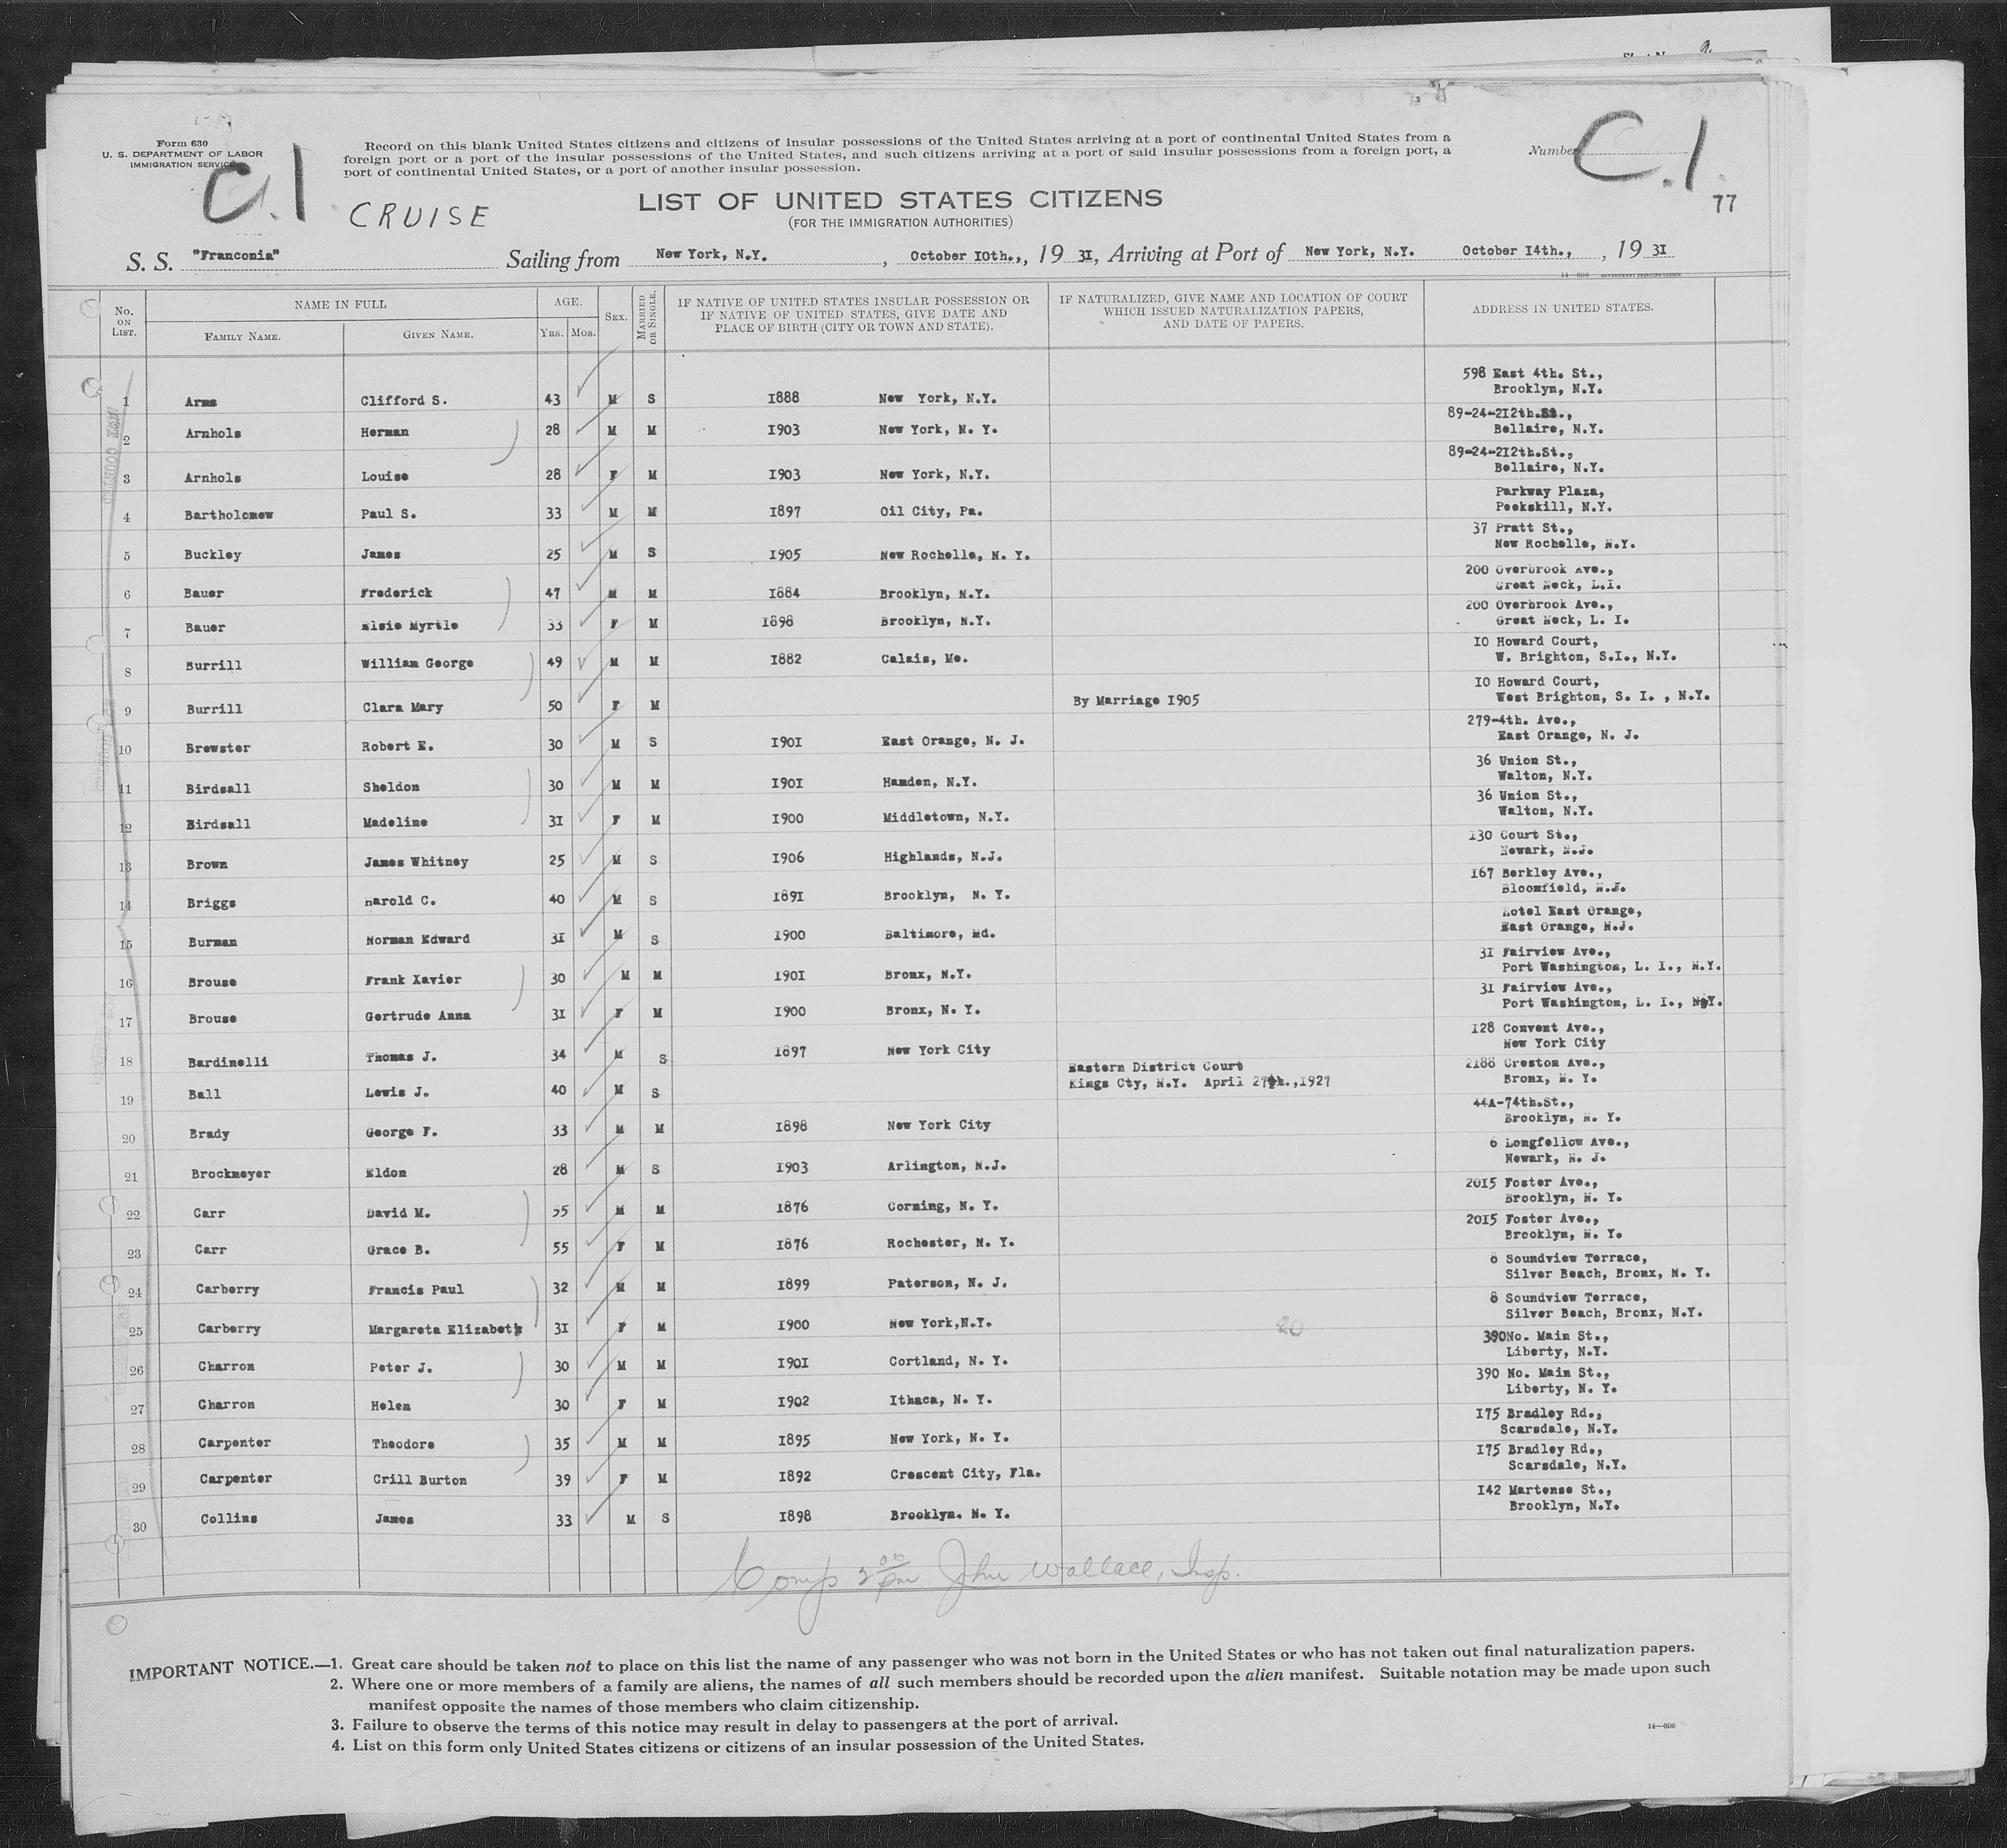 Form 630
U. S. DEPARTMENT OF LABOR
IMMIGRATION SERVICE
C.1.
CRUISE
Record on this blank United States citizens and citizens of insular possessions of the United States arriving at a port of continental United States from a
foreign port or a port of the insular possessions of the United States, and such citizens arriving at a port of said insular possessions from a foreign port, a
port of continental United States, or a port of another insular possession.
Number C.1.
77
LIST OF UNITED STATES CITIZENS
(FOR THE IMMIGRATION AUTHORITIES)
S. S. "Franconia" Sailing from New York, N.Y. , October 10th., , 19 31, Arriving at Port of New York, N.Y. October 14th., , 19 31
No. ON LIST. NAME IN FULL FAMILY NAME. GIVEN NAME. AGE. YRS. MOS. SEX. MARRIED OR SINGLE. IF NATIVE OF UNITED STATES INSULAR POSSESSION OR IF NATIVE OF UNITED STATES, GIVE DATE AND PLACE OF BIRTH (CITY OR TOWN AND STATE). IF NATURALIZED, GIVE NAME AND LOCATION OF COURT WHICH ISSUED NATURALIZATION PAPERS, AND DATE OF PAPERS. ADDRESS IN UNITED STATES.
1 Arms Clifford S. 43 M S 1888 New York, N.Y. 598 East 4th. St., Brooklyn, N.Y.
2 Arnhols Herman 28 M M 1903 New York, N. Y. 89-24-212th.St., Bellaire, N.Y.
3 Arnhols Louise 28 F M 1903 New York, N.Y. 89-24-212th.St., Bellaire, N.Y.
4 Bartholomew Paul S. 33 M M 1897 Oil City, Pa. Parkway Plaza, Peekskill, N.Y.
5 Buckley James 25 M S 1905 New Rochelle, N. Y. 37 Pratt St., New Rochelle, N.Y.
6 Bauer Frederick 47 M M 1884 Brooklyn, N.Y. 200 Overbrook Ave., Great Neck, L.I.
7 Bauer Elsie Myrtle 33 F M 1898 Brooklyn, N.Y. 200 Overbrook Ave., Great Neck, L. I.
8 Burrill William George 49 M M 1882 Calais, Me. 10 Howard Court, W. Brighton, S.I., N.Y.
9 Burrill Clara Mary 50 F M By Marriage 1905 10 Howard Court, West Brighton, S. I. , N.Y.
10 Brewster Robert E. 30 M S 1901 East Orange, N. J. 279-4th. Ave., East Orange, N. J.
11 Birdsall Sheldon 30 M M 1901 Hamden, N.Y. 36 Union St., Walton, N.Y.
12 Birdsall Madeline 31 F M 1900 Middletown, N.Y. 36 Union St., Walton, N.Y.
13 Brown James Whitney 25 M S 1906 Highlands, N.J. 130 Court St., Newark, N.J.
14 Briggs Harold C. 40 M S 1891 Brooklyn, N. Y. 167 Berkley Ave., Bloomfield, N.J.
15 Burman Norman Edward 31 M S 1900 Baltimore, Md. Hotel East Orange, East Orange, N.J.
16 Brouse Frank Xavier 30 M M 1901 Bronx, N.Y. 31 Fairview Ave., Port Washington, L. I., N.Y.
17 Brouse Gertrude Anna 31 F M 1900 Bronx, N. Y. 31 Fairview Ave., Port Washington, L. I., N.Y.
18 Bardinelli Thomas J. 34 M S 1897 New York City 128 Convent Ave., New York City
19 Ball Lewis J. 40 M S Eastern District Court Kings Cty, N.Y. April 27th.,1927 2188 Creston Ave., Bronx, N. Y.
20 Brady George F. 33 M M 1898 New York City 44A-74th.St., Brooklyn, N. Y.
21 Brockmeyer Eldon 28 M S 1903 Arlington, N.J. 6 Longfellow Ave., Newark, N. J.
22 Carr David M. 55 M M 1876 Corning, N. Y. 2015 Foster Ave., Brooklyn, N. Y.
23 Carr Grace B. 55 F M 1876 Rochester, N. Y. 2015 Foster Ave., Brooklyn, N. Y.
24 Carberry Francis Paul 32 M M 1899 Paterson, N. J. 8 Soundview Terrace, Silver Beach, Bronx, N. Y.
25 Carberry Margareta Elizabeth 31 F M 1900 New York,N.Y. 20 8 Soundview Terrace, Silver Beach, Bronx, N.Y.
26 Charron Peter J. 30 M M 1901 Cortland, N. Y. 390No. Main St., Liberty, N.Y.
27 Charron Helen 30 F M 1902 Ithaca, N. Y. 390 No. Main St., Liberty, N. Y.
28 Carpenter Theodore 35 M M 1895 New York, N. Y. 175 Bradley Rd., Scarsdale, N.Y.
29 Carpenter Crill Burton 39 F M 1892 Crescent City, Fla. 175 Bradley Rd., Scarsdale, N.Y.
30 Collins James 33 M S 1898 Brooklyn. N. Y. 142 Martense St., Brooklyn, N.Y.
Comp 3 00 pm John Wallace, Insp.
IMPORTANT NOTICE.—1. Great care should be taken not to place on this list the name of any passenger who was not born in the United States or who has not taken out final naturalization papers.
2. Where one or more members of a family are aliens, the names of all such members should be recorded upon the alien manifest. Suitable notation may be made upon such
manifest opposite the names of those members who claim citizenship.
3. Failure to observe the terms of this notice may result in delay to passengers at the port of arrival.
4. List on this form only United States citizens or citizens of an insular possession of the United States.
14—606